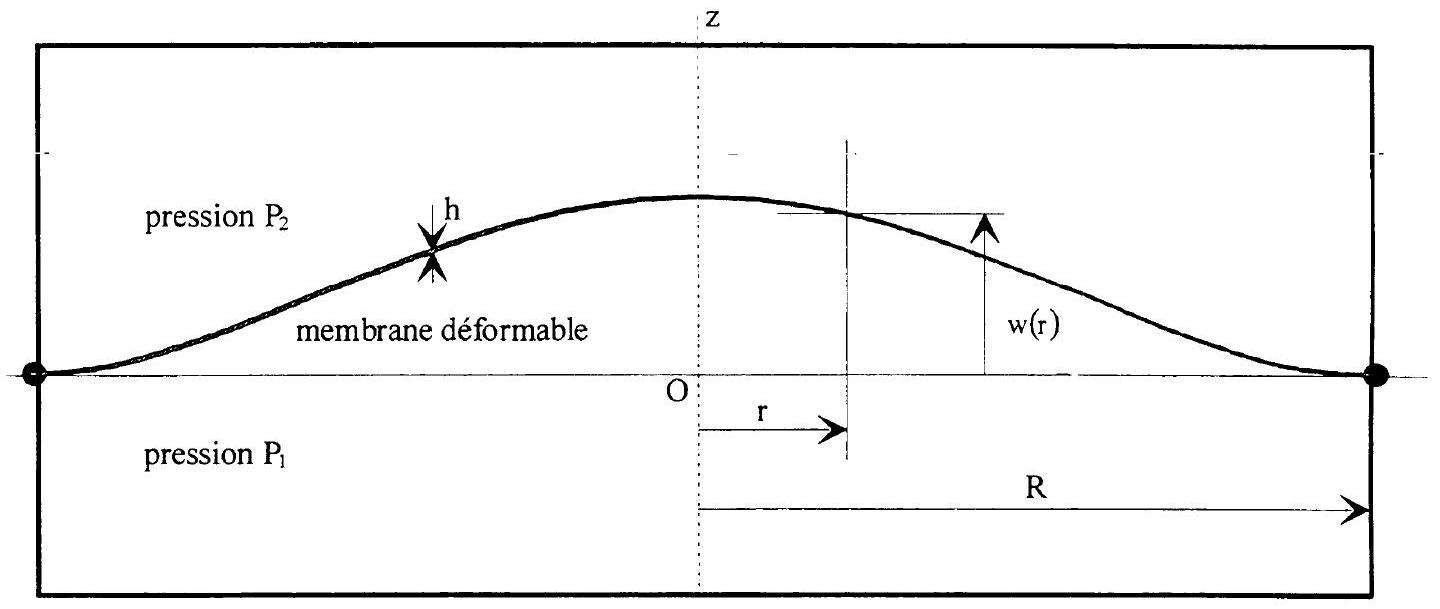 z
pression P₂
h
membrane déformable
w(r)
O
r
pression P₁
R